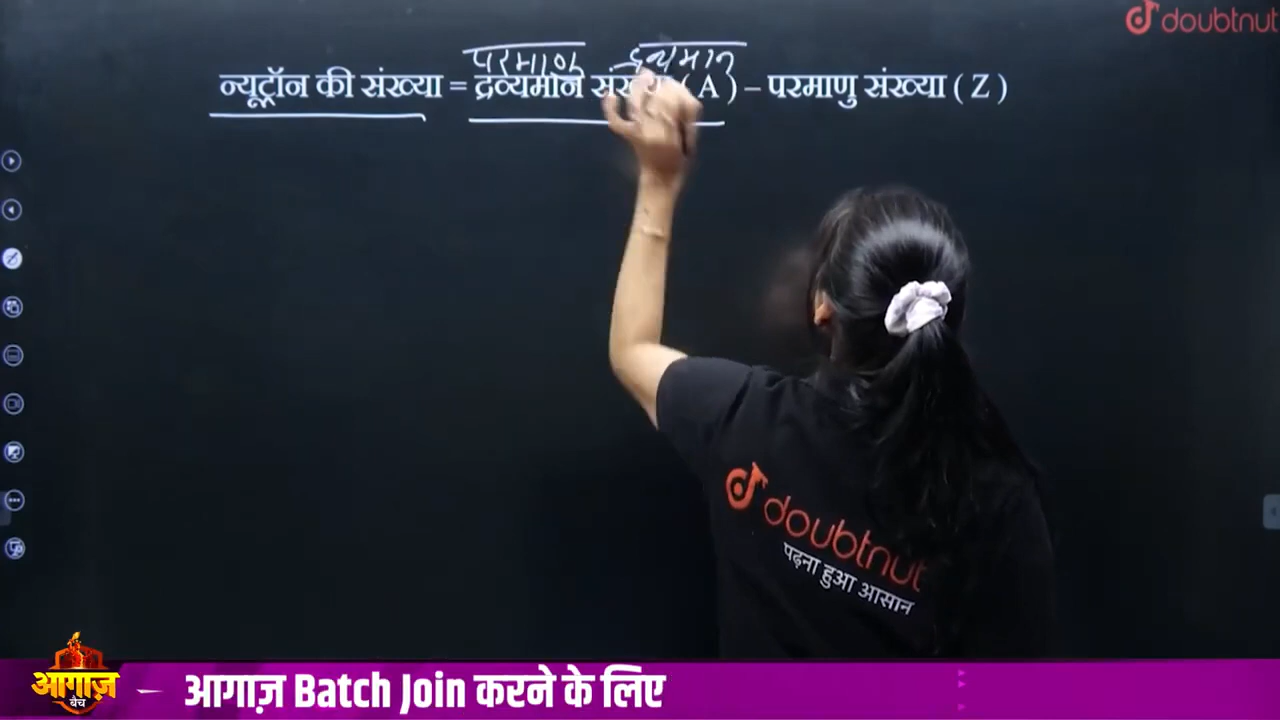 doubtnut
परमाणु द्रव्यमान
न्यूट्रॉन की संख्या = द्रव्यमान संख्या ( A ) – परमाणु संख्या ( Z )
doubtnut
पढ़ना हुआ आसान
आगाज़
बैच
आगाज़ Batch Join करने के लिए